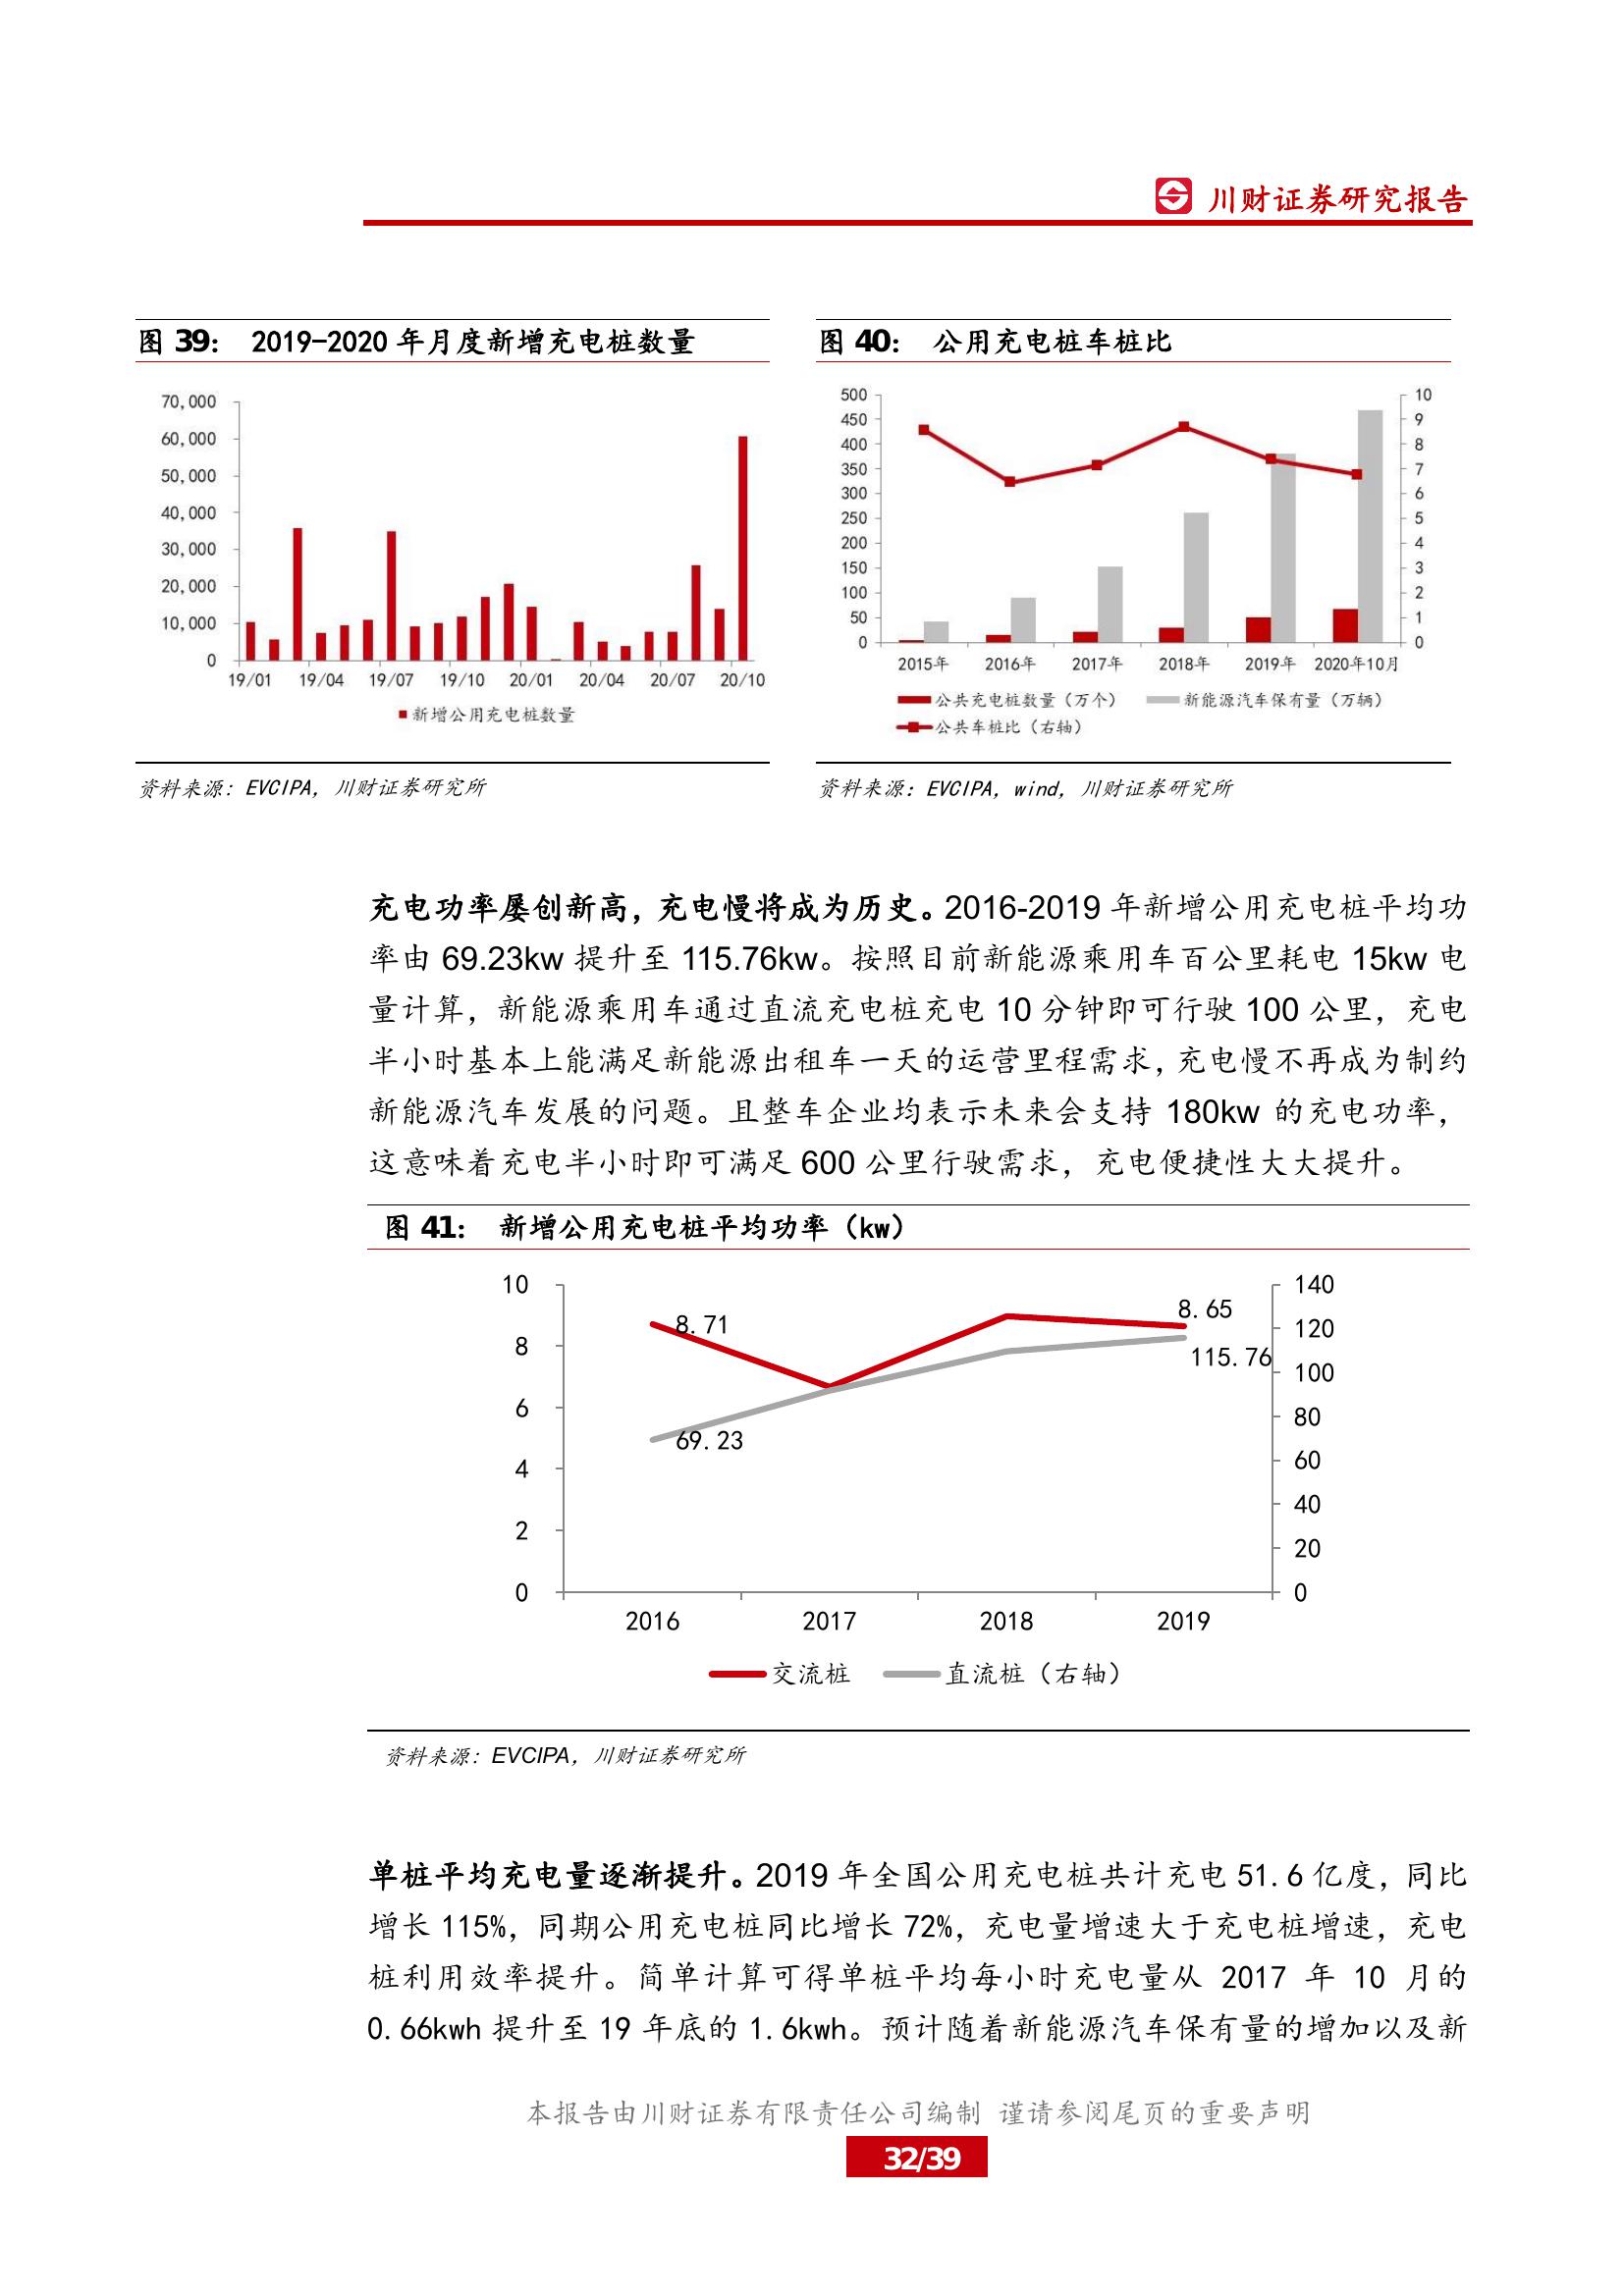 川财证券研究报告
图 39： 2019-2020 年月度新增充电桩数量
70,000
60,000
50,000
40,000
30,000
20,000
10,000
0
19/01 19/04 19/07 19/10 20/01 20/04 20/07 20/10
新增公用充电桩数量
资料来源：EVCIPA，川财证券研究所
图 40： 公用充电桩车桩比
500 10
450 9
400 8
350 7
300 6
250 5
200 4
150 3
100 2
50 1
0 0
2015年 2016年 2017年 2018年 2019年 2020年10月
公共充电桩数量（万个） 新能源汽车保有量（万辆）
公共车桩比（右轴）
资料来源：EVCIPA，wind，川财证券研究所
充电功率屡创新高，充电慢将成为历史。2016-2019 年新增公用充电桩平均功
率由 69.23kw 提升至 115.76kw。按照目前新能源乘用车百公里耗电 15kw 电
量计算，新能源乘用车通过直流充电桩充电 10 分钟即可行驶 100 公里，充电
半小时基本上能满足新能源出租车一天的运营里程需求，充电慢不再成为制约
新能源汽车发展的问题。且整车企业均表示未来会支持 180kw 的充电功率，
这意味着充电半小时即可满足 600 公里行驶需求，充电便捷性大大提升。
图 41： 新增公用充电桩平均功率（kw）
10 140
8.71 8.65
8 120
115.76
100
6 80
69.23
4 60
40
2 20
0 0
2016 2017 2018 2019
交流桩 直流桩（右轴）
资料来源：EVCIPA，川财证券研究所
单桩平均充电量逐渐提升。2019 年全国公用充电桩共计充电 51.6 亿度，同比
增长 115%，同期公用充电桩同比增长 72%，充电量增速大于充电桩增速，充电
桩利用效率提升。简单计算可得单桩平均每小时充电量从 2017 年 10 月的
0.66kwh 提升至 19 年底的 1.6kwh。预计随着新能源汽车保有量的增加以及新
本报告由川财证券有限责任公司编制 谨请参阅尾页的重要声明
32/39